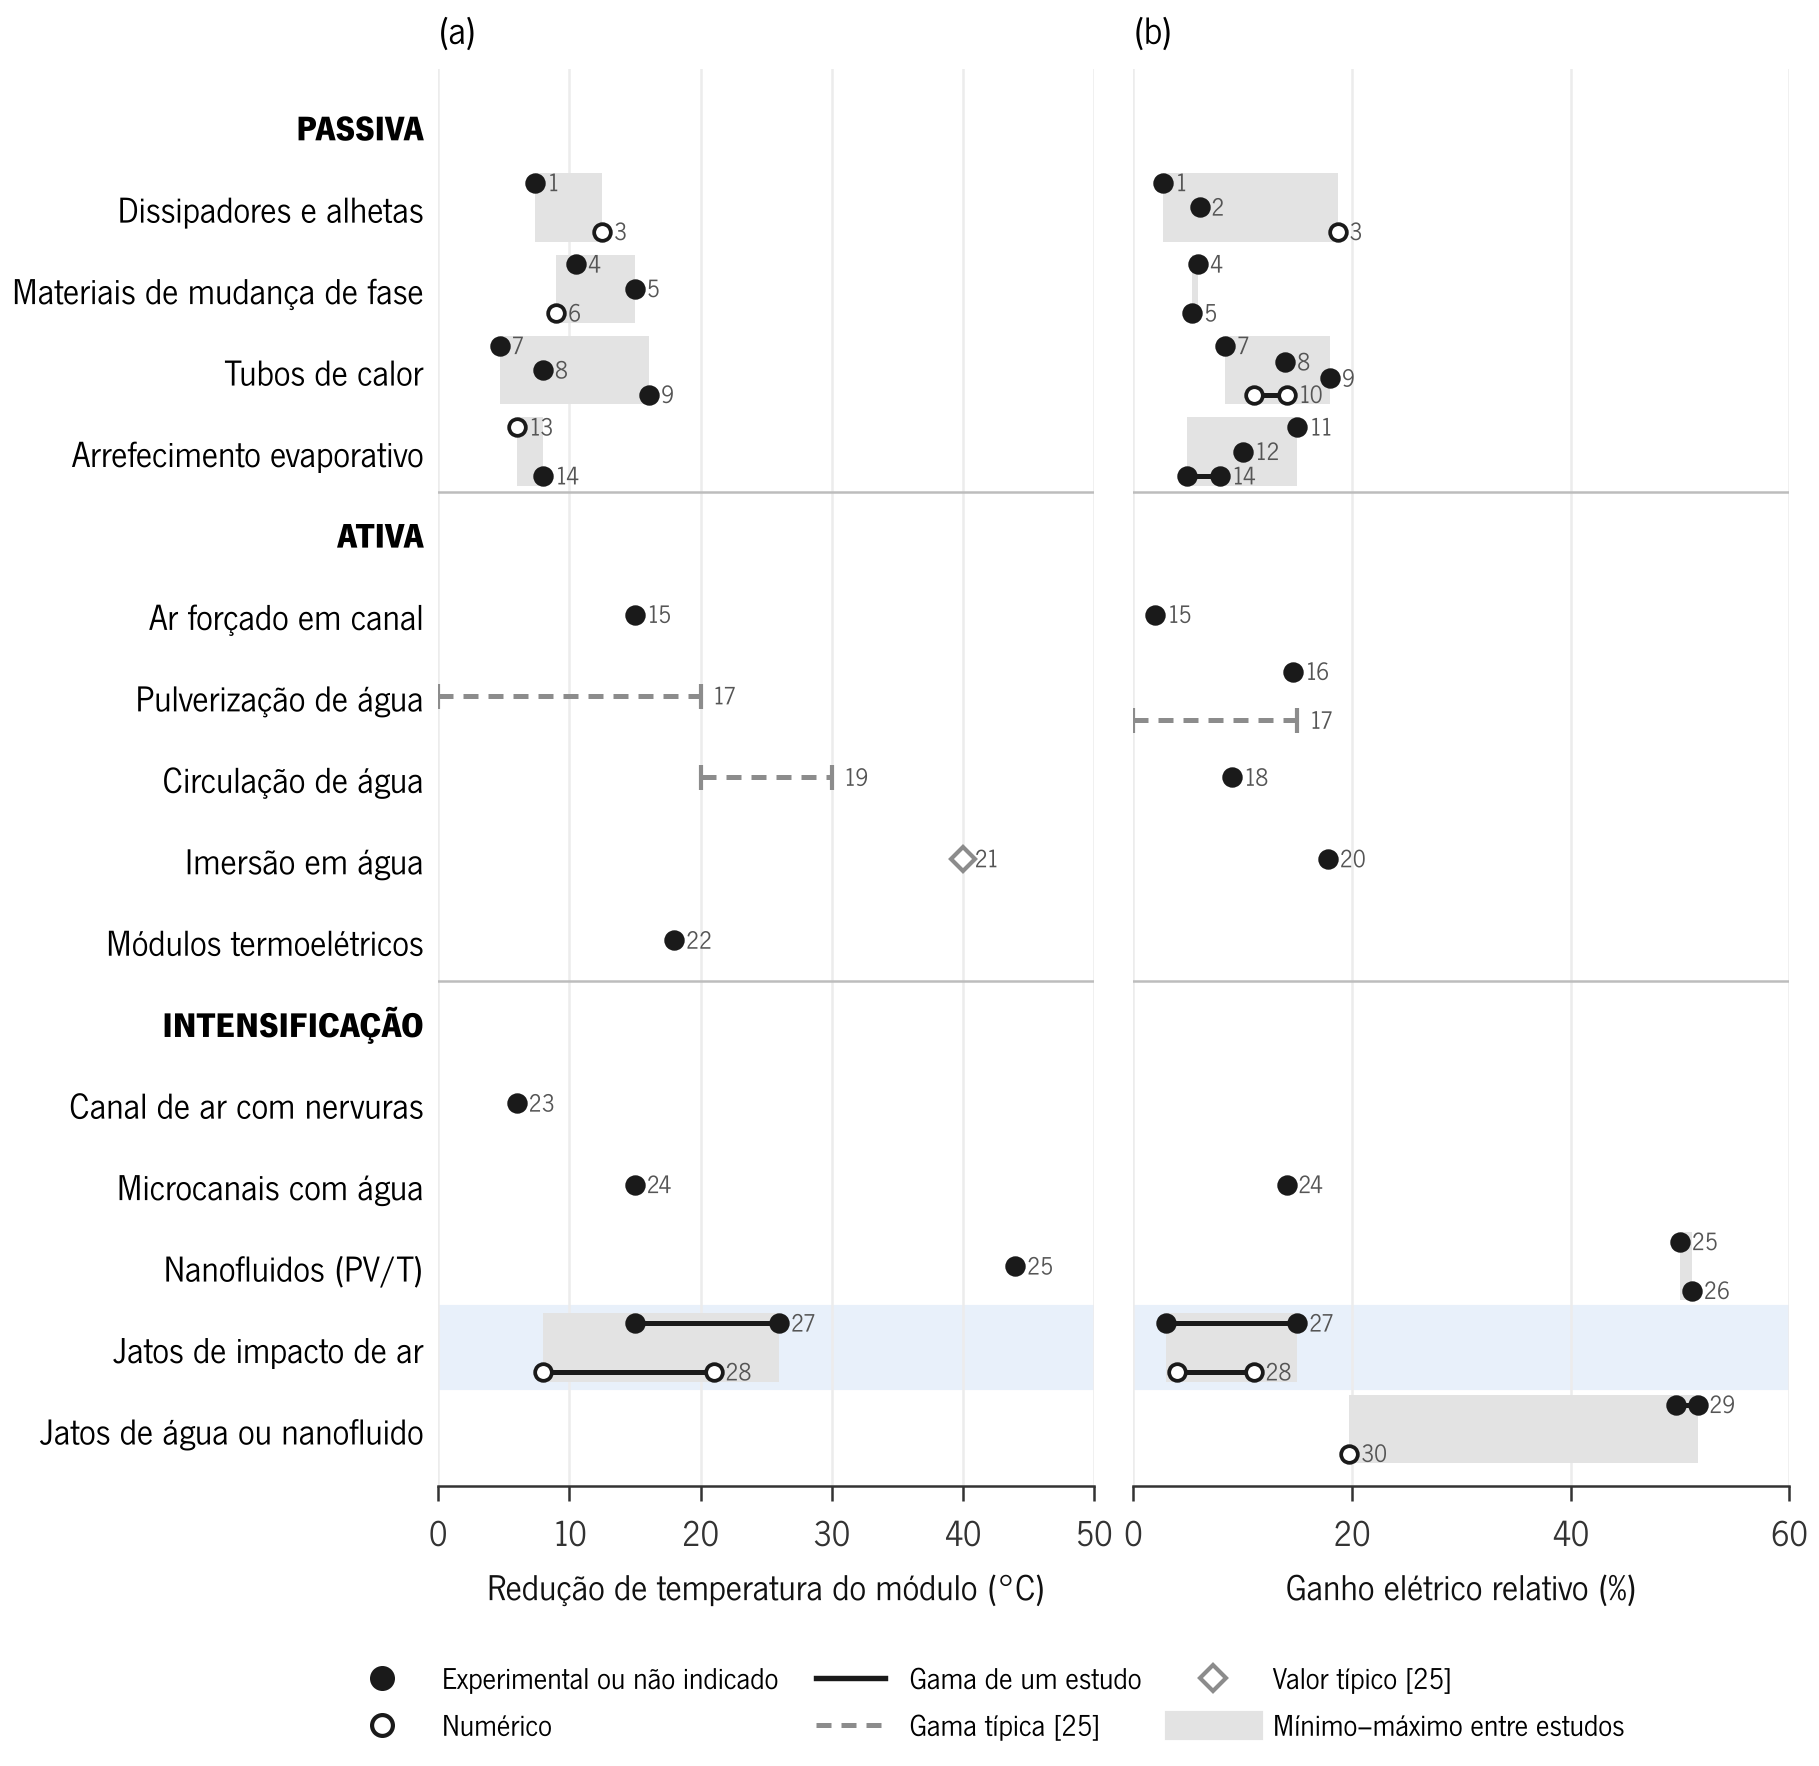 (a) (b)
PASSIVA
Dissipadores e alhetas
1 1
2
3 3
Materiais de mudança de fase
4 4
5
6 5
Tubos de calor
7 7
8 8
9 9
10
Arrefecimento evaporativo
13 11
12
14 14
ATIVA
Ar forçado em canal 15 15
16
Pulverização de água 17
17
Circulação de água 19 18
Imersão em água 21 20
Módulos termoelétricos 22
INTENSIFICAÇÃO
Canal de ar com nervuras 23
Microcanais com água 24 24
25
Nanofluidos (PV/T) 25
26
27 27
Jatos de impacto de ar
28 28
29
Jatos de água ou nanofluido
30
0 10 20 30 40 50 0 20 40 60
Redução de temperatura do módulo (°C) Ganho elétrico relativo (%)
Experimental ou não indicado Gama de um estudo Valor típico [25]
Numérico Gama típica [25] Mínimo–máximo entre estudos